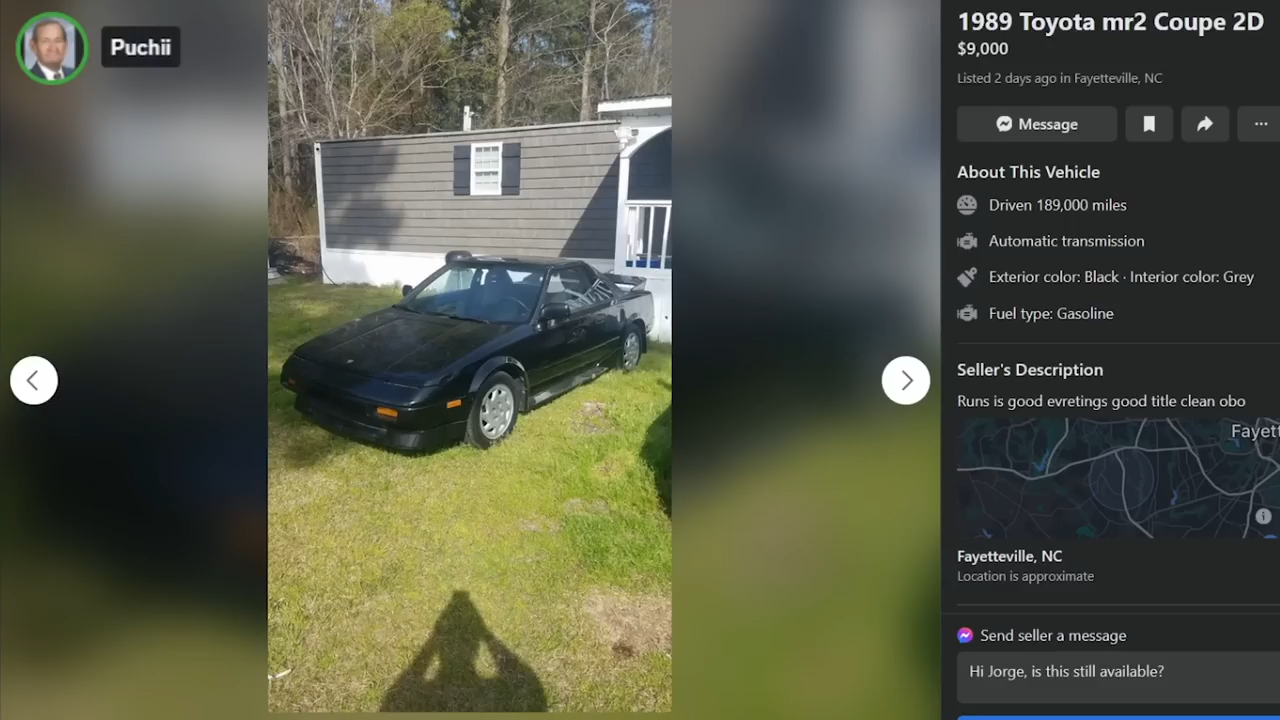 Puchii
1989 Toyota mr2 Coupe 2D
$9,000
Listed 2 days ago in Fayetteville, NC
Message
About This Vehicle
Driven 189,000 miles
Automatic transmission
Exterior color: Black · Interior color: Grey
Fuel type: Gasoline
Seller's Description
Runs is good evretings good title clean obo
Fayett
Fayetteville, NC
Location is approximate
Send seller a message
Hi Jorge, is this still available?